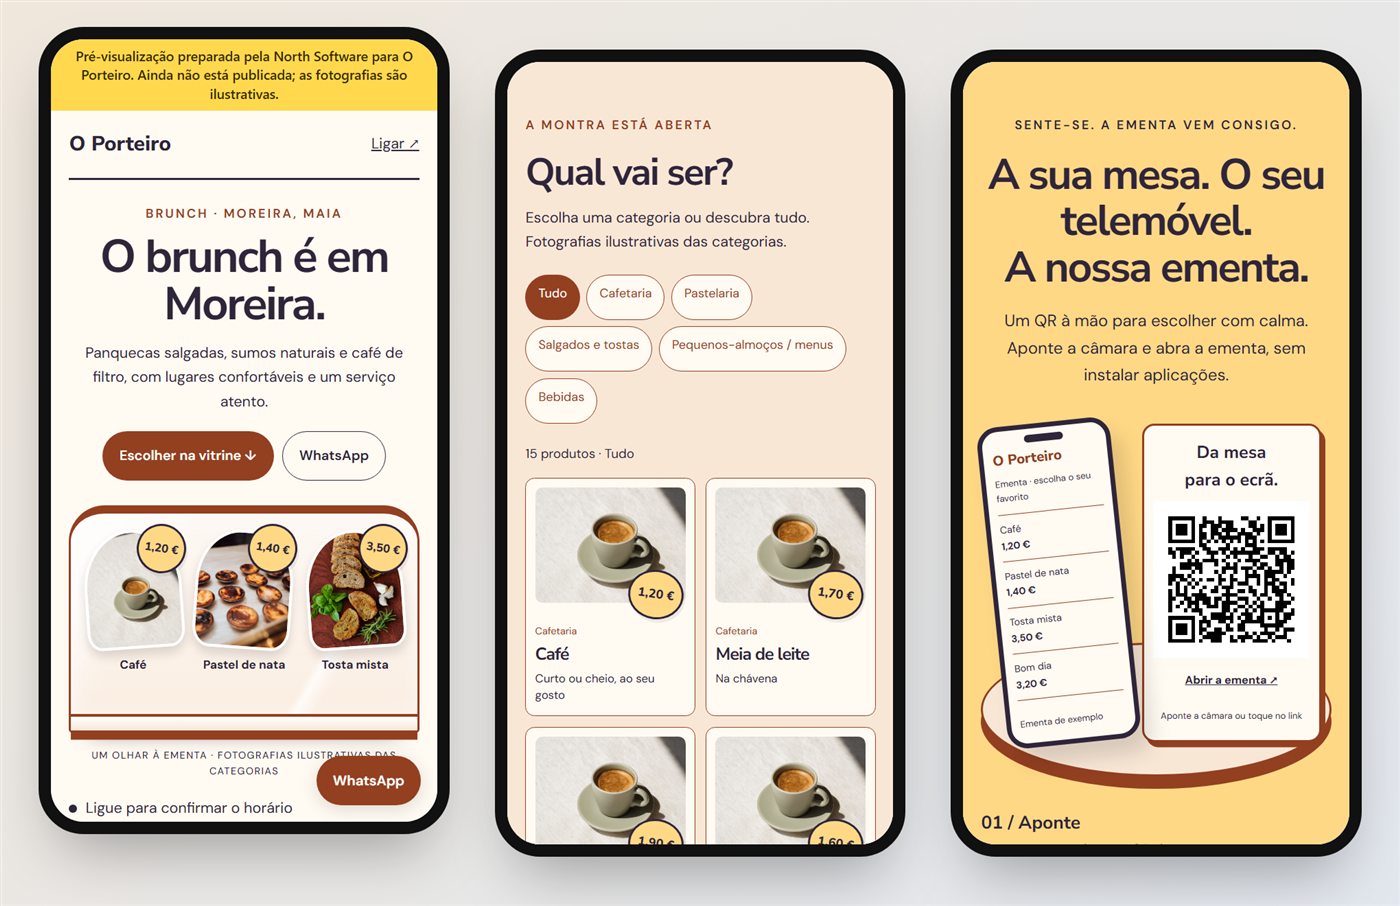 Pré-visualização preparada pela North Software para O
Porteiro. Ainda não está publicada; as fotografias são
ilustrativas.
O Porteiro
Ligar ↗
BRUNCH · MOREIRA, MAIA
O brunch é em
Moreira.
Panquecas salgadas, sumos naturais e café de
filtro, com lugares confortáveis e um serviço
atento.
Escolher na vitrine ↓
WhatsApp
1,20 €
1,40 €
3,50 €
Café
Pastel de nata
Tosta mista
UM OLHAR À EMENTA · FOTOGRAFIAS ILUSTRATIVAS DAS
CATEGORIAS
WhatsApp
Ligue para confirmar o horário
A MONTRA ESTÁ ABERTA
Qual vai ser?
Escolha uma categoria ou descubra tudo.
Fotografias ilustrativas das categorias.
Tudo
Cafetaria
Pastelaria
Salgados e tostas
Pequenos-almoços / menus
Bebidas
15 produtos · Tudo
1,20 €
Cafetaria
Café
Curto ou cheio, ao seu
gosto
1,70 €
Cafetaria
Meia de leite
Na chávena
1,90 €
1,60 €
SENTE-SE. A EMENTA VEM CONSIGO.
A sua mesa. O seu
telemóvel.
A nossa ementa.
Um QR à mão para escolher com calma.
Aponte a câmara e abra a ementa, sem
instalar aplicações.
O Porteiro
Ementa · escolha o seu
favorito
Café
1,20 €
Pastel de nata
1,40 €
Tosta mista
3,50 €
Bom dia
3,20 €
Ementa de exemplo
Da mesa
para o ecrã.
Abrir a ementa ↗
Aponte a câmara ou toque no link
01 / Aponte